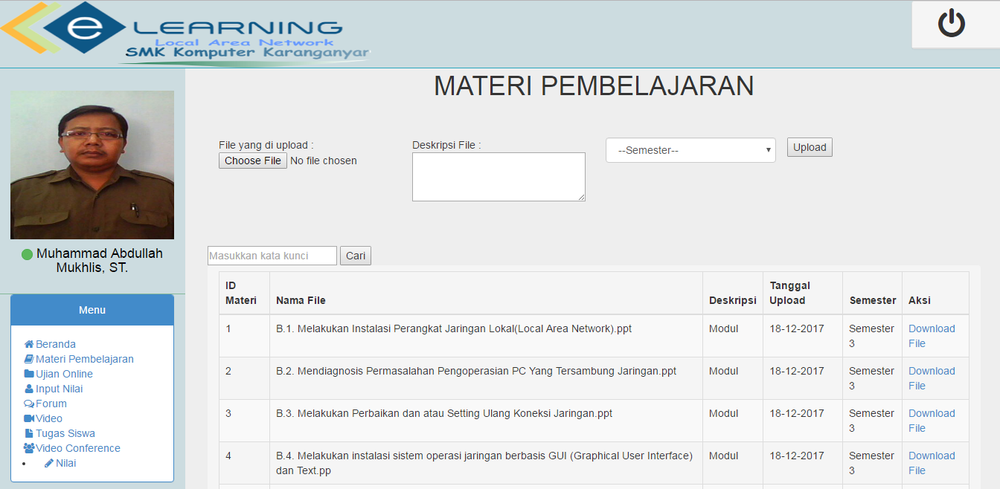 e LEARNING
Local Area Network
SMK Komputer Karanganyar
MATERI PEMBELAJARAN
Muhammad Abdullah
Mukhlis, ST.
Menu
Beranda
Materi Pembelajaran
Ujian Online
Input Nilai
Forum
Video
Tugas Siswa
Video Conference
Nilai
File yang di upload :
Choose File No file chosen
Deskripsi File :
--Semester--
Upload
Masukkan kata kunci
Cari
ID Materi Nama File Deskripsi Tanggal Upload Semester Aksi
1 B.1. Melakukan Instalasi Perangkat Jaringan Lokal(Local Area Network).ppt Modul 18-12-2017 Semester 3 Download File
2 B.2. Mendiagnosis Permasalahan Pengoperasian PC Yang Tersambung Jaringan.ppt Modul 18-12-2017 Semester 3 Download File
3 B.3. Melakukan Perbaikan dan atau Setting Ulang Koneksi Jaringan.ppt Modul 18-12-2017 Semester 3 Download File
4 B.4. Melakukan instalasi sistem operasi jaringan berbasis GUI (Graphical User Interface) dan Text.pp Modul 18-12-2017 Semester 3 Download File